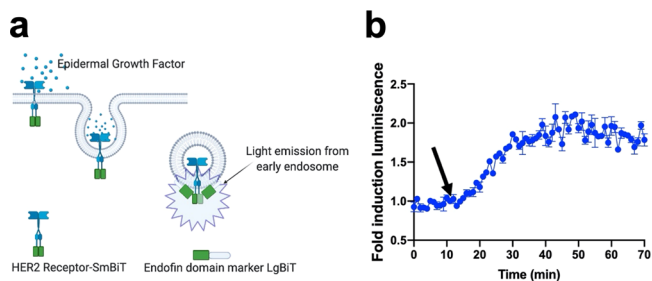 a
Epidermal Growth Factor
Light emission from
early endosome
HER2 Receptor-SmBiT
Endofin domain marker LgBiT
b
Fold induction luminiscence
2.5
2.0
1.5
1.0
0.5
0 10 20 30 40 50 60 70
Time (min)